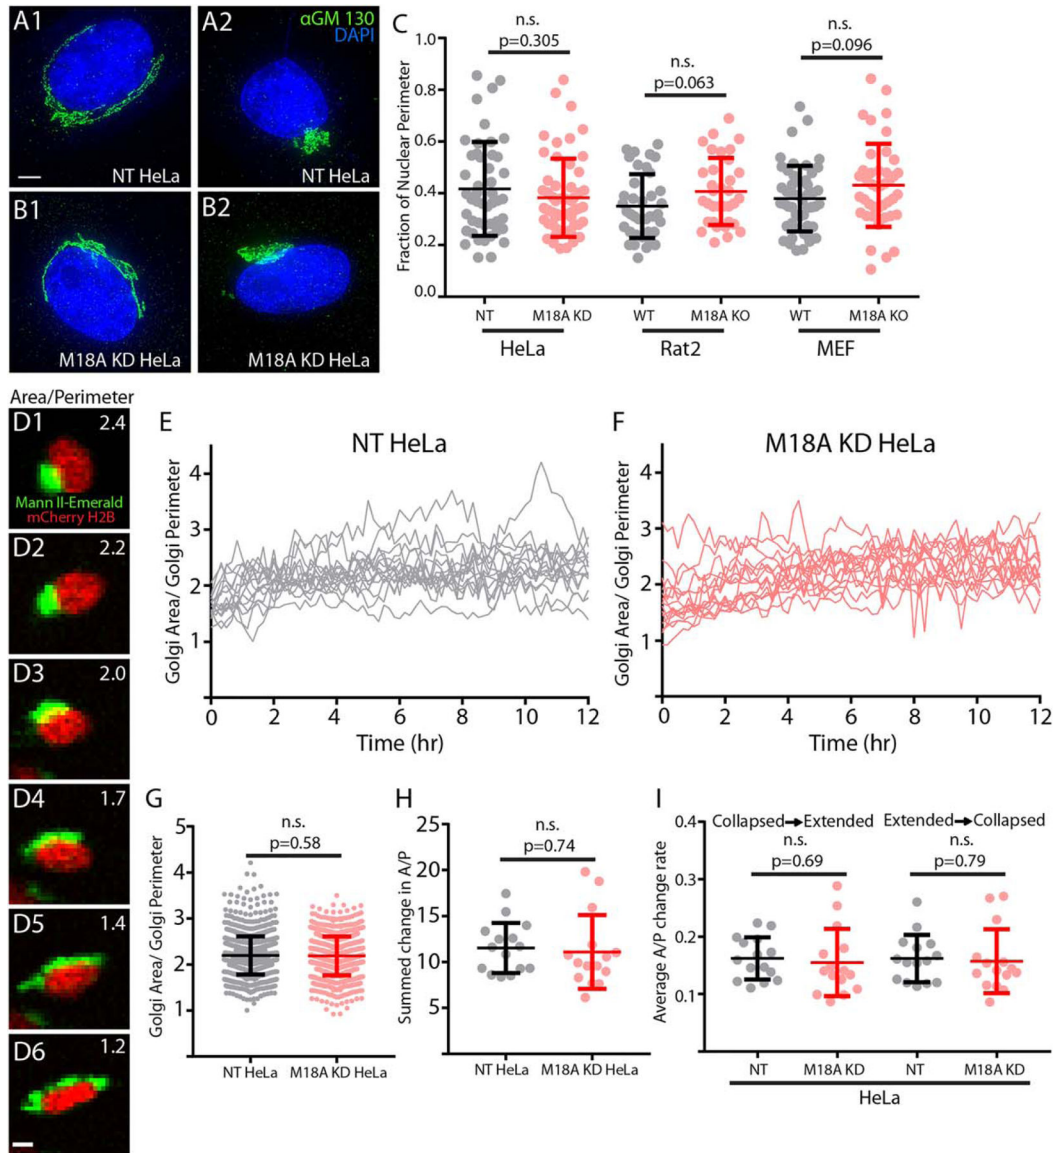 A1
NT HeLa
A2
αGM 130
DAPI
NT HeLa
B1
M18A KD HeLa
B2
M18A KD HeLa
C
n.s.
p=0.305
n.s.
p=0.063
n.s.
p=0.096
Fraction of Nuclear Perimeter
1.0
0.8
0.6
0.4
0.2
0.0
NT
M18A KD
WT
M18A KO
WT
M18A KO
HeLa
Rat2
MEF
Area/Perimeter
D1
2.4
Mann II-Emerald
mCherry H2B
D2
2.2
D3
2.0
D4
1.7
D5
1.4
D6
1.2
E
NT HeLa
Golgi Area/ Golgi Perimeter
4
3
2
1
0 2 4 6 8 10 12
Time (hr)
F
M18A KD HeLa
Golgi Area/ Golgi Perimeter
4
3
2
1
0 2 4 6 8 10 12
Time (hr)
G
n.s.
p=0.58
Golgi Area/ Golgi Perimeter
5
4
3
2
1
NT HeLa
M18A KD HeLa
H
n.s.
p=0.74
Summed change in A/P
25
20
15
10
5
NT HeLa
M18A KD HeLa
I
Collapsed→Extended
Extended→Collapsed
n.s.
p=0.69
n.s.
p=0.79
Average A/P change rate
0.4
0.3
0.2
0.1
NT
M18A KD
NT
M18A KD
HeLa